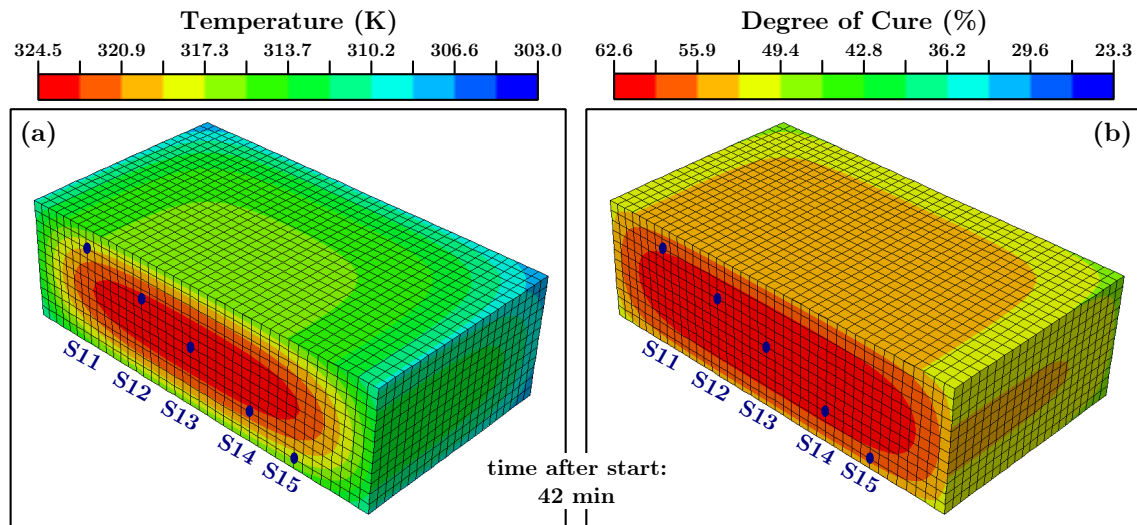 Temperature (K)
324.5 320.9 317.3 313.7 310.2 306.6 303.0
Degree of Cure (%)
62.6 55.9 49.4 42.8 36.2 29.6 23.3
(a)
S11
S12
S13
S14
S15
(b)
S11
S12
S13
S14
S15
time after start:
42 min